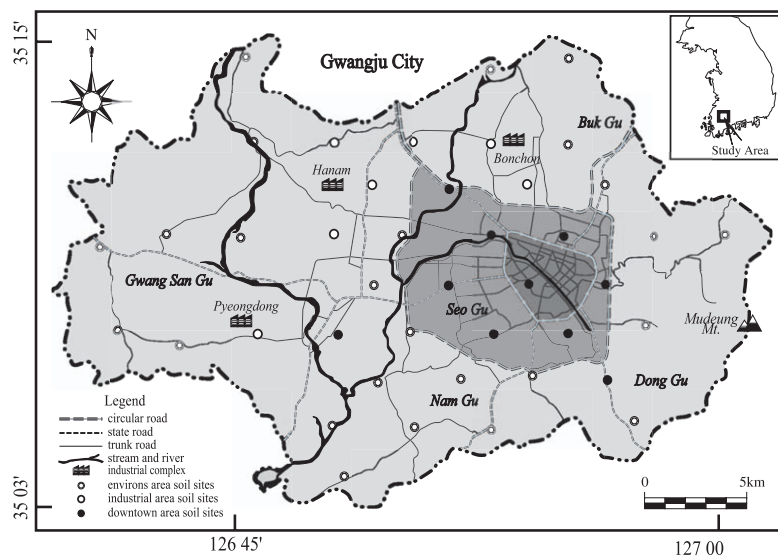 35 15'
N
Gwangju City
Study Area
Buk Gu
Bonchon
Hanam
Gwang San Gu
Pyeongdong
Seo Gu
Mudeung
Mt.
Nam Gu
Dong Gu
Legend
circular road
state road
trunk road
stream and river
industrial complex
environs area soil sites
industrial area soil sites
downtown area soil sites
0 5km
35 03'
126 45' 127 00